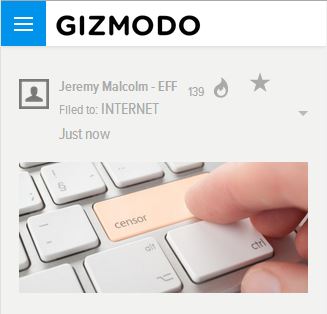 GIZMODO
Jeremy Malcolm - EFF 139
Filed to: INTERNET
Just now
§
censor
alt
ctrl